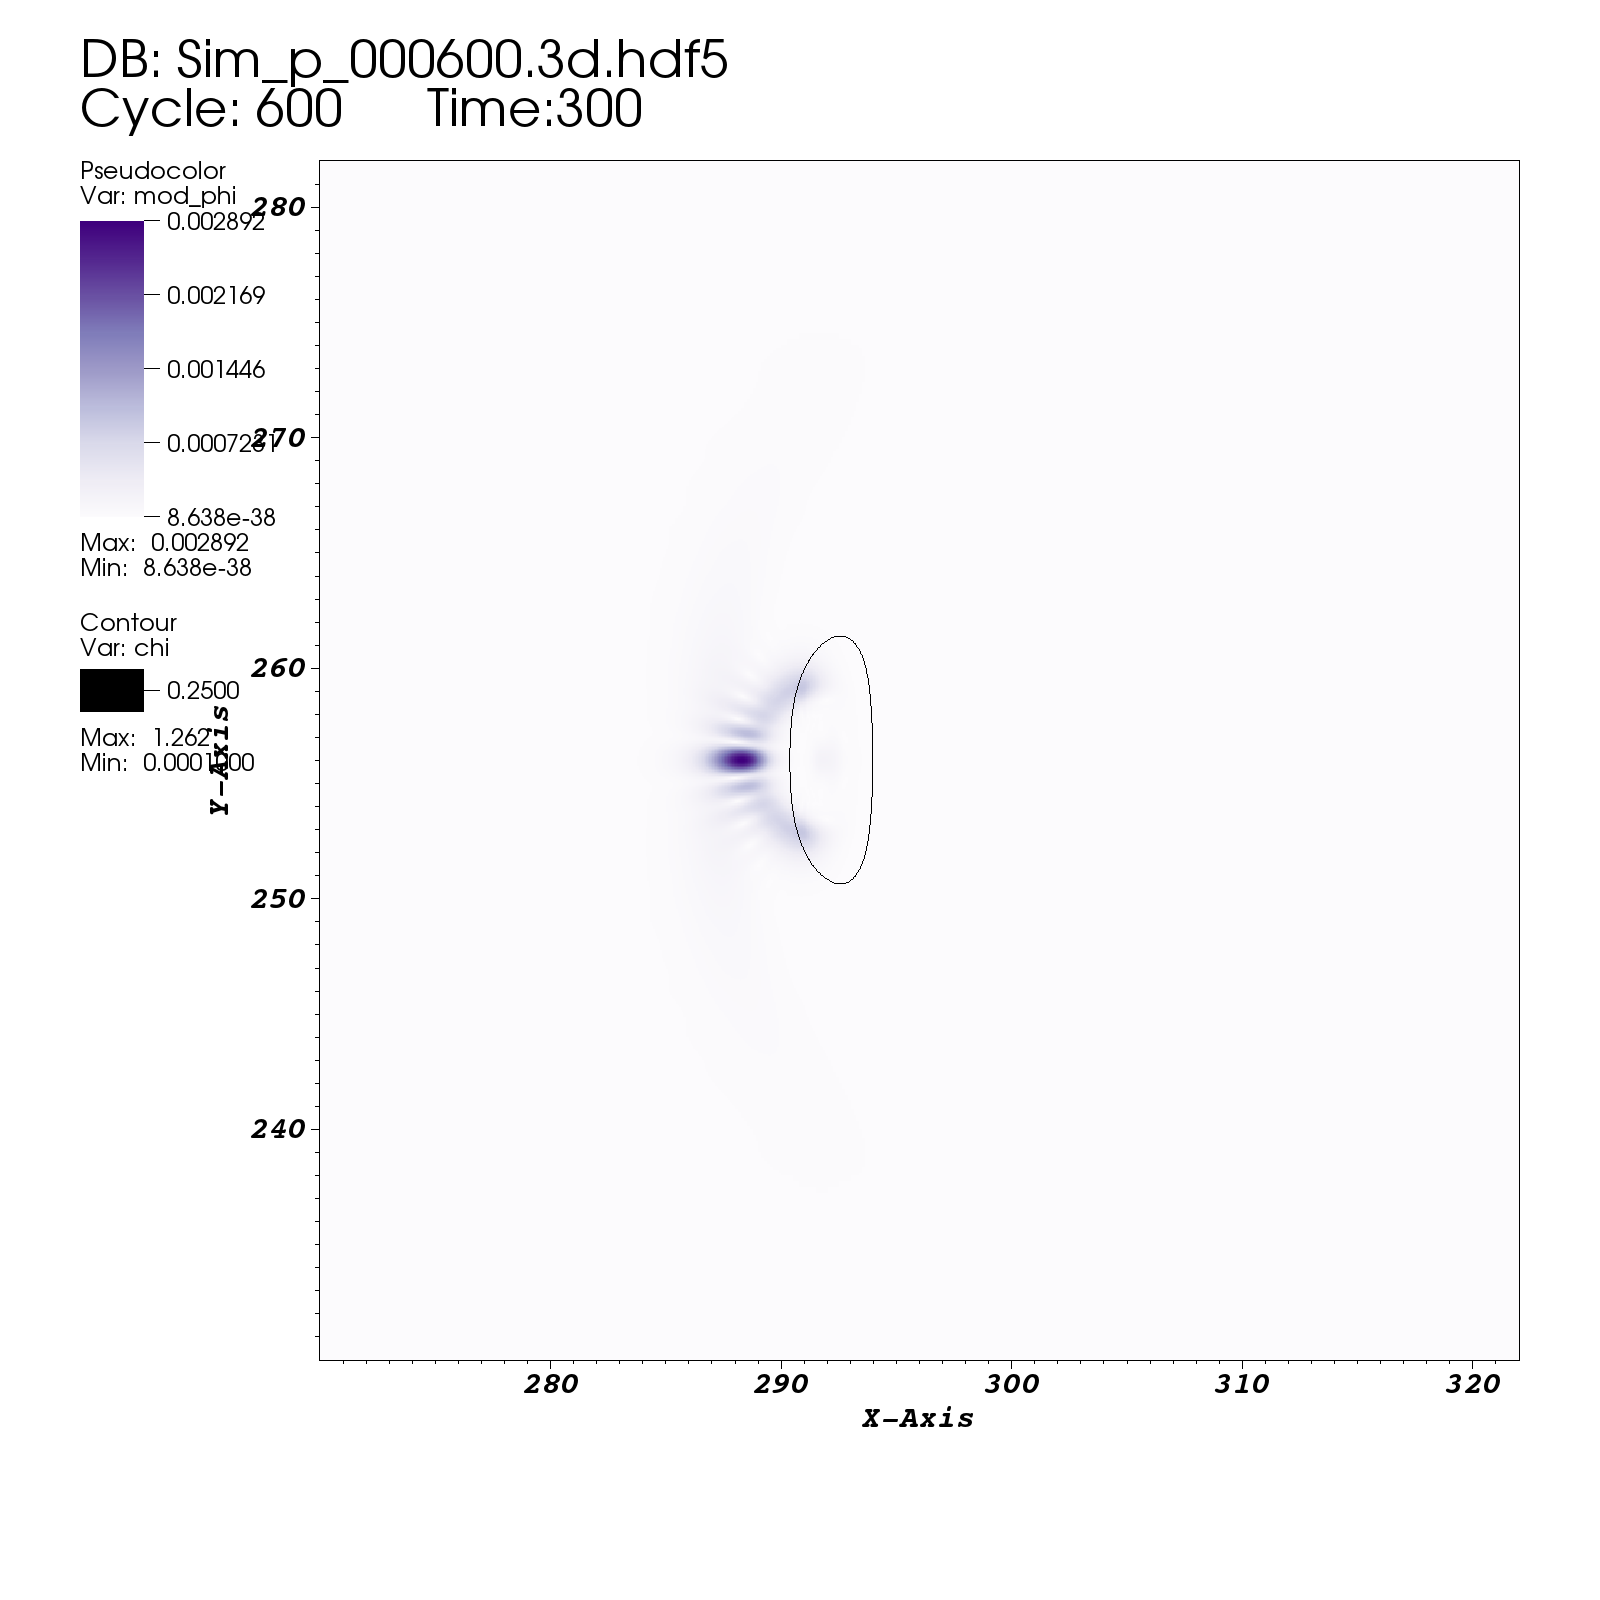 DB: Sim_p_000600.3d.hdf5
Cycle: 600 Time:300
Pseudocolor
Var: mod_phi
0.002892
0.002169
0.001446
8.638e-38
Max: 0.002892
Min: 8.638e-38
Contour
Var: chi
0.2500
Max: 1.262
Y-Axis
280
270
260
250
240
280 290 300 310 320
X-Axis